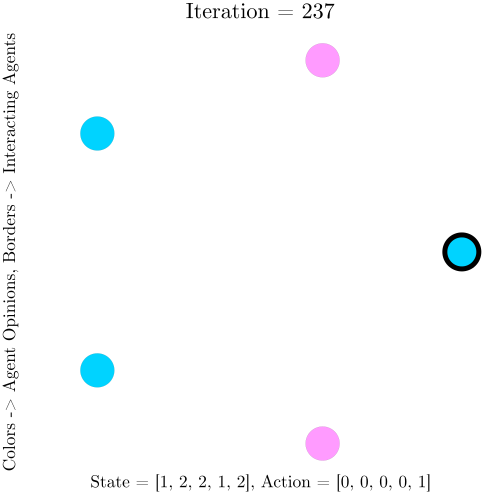 Iteration = 237
Colors -> Agent Opinions, Borders -> Interacting Agents
State = [1, 2, 2, 1, 2], Action = [0, 0, 0, 0, 1]